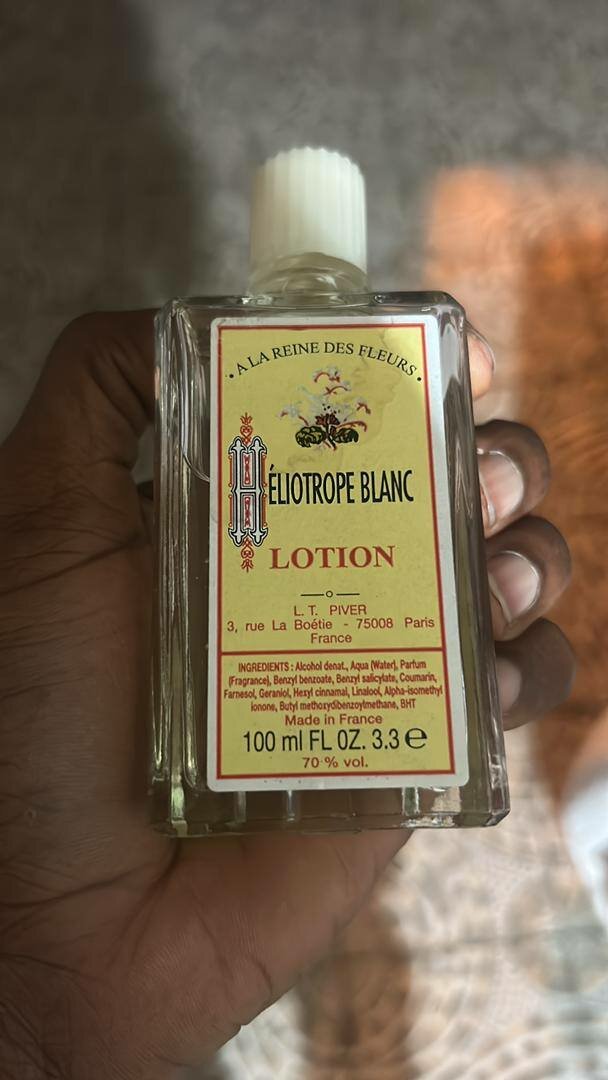 • A LA REINE DES FLEURS •
HÉLIOTROPE BLANC
LOTION
L.T. PIVER
3, rue La Boétie - 75008 Paris
France
INGREDIENTS : Alcohol denat., Aqua (Water), Parfum
(Fragrance), Benzyl benzoate, Benzyl salicylate, Coumarin,
Farnesol, Geraniol, Hexyl cinnamal, Linalool, Alpha-isomethyl
ionone, Butyl methoxydibenzoylmethane, BHT
Made in France
100 ml FL OZ. 3.3 ℮
70 % vol.